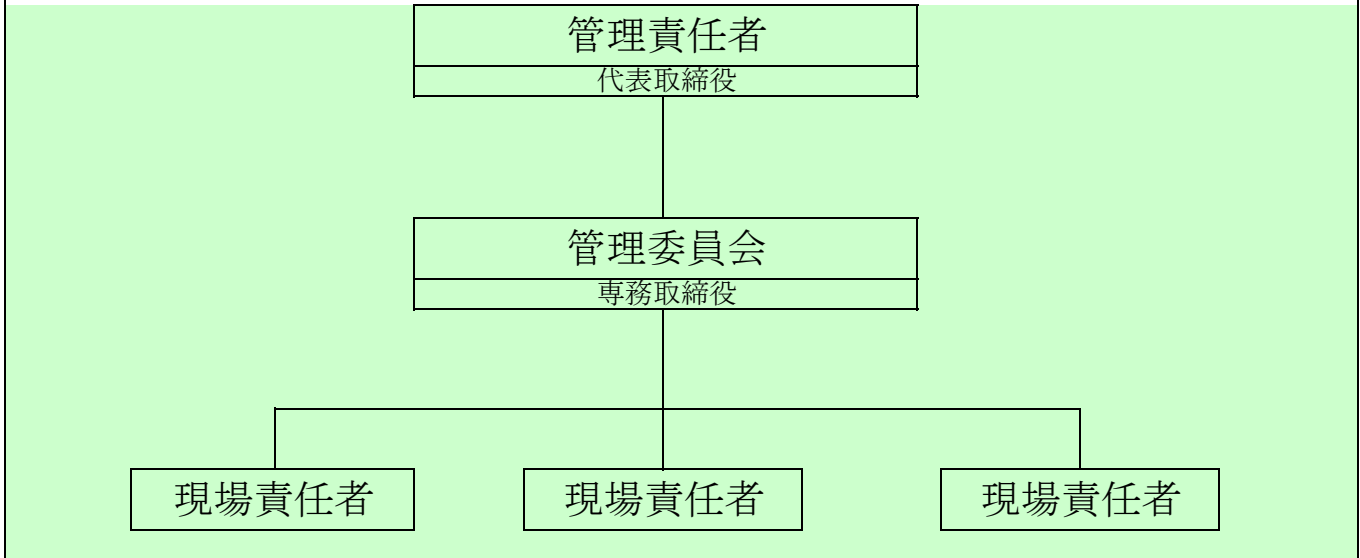 管理責任者
代表取締役
管理委員会
専務取締役
現場責任者
現場責任者
現場責任者